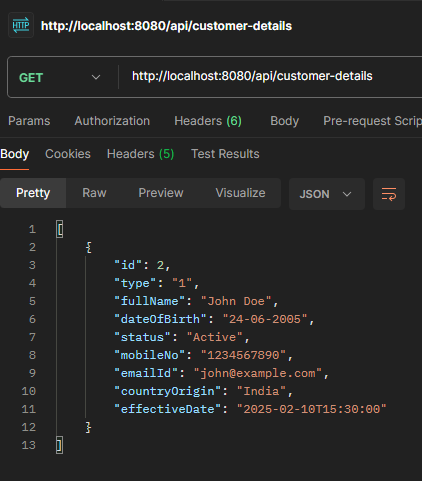 HTTP http://localhost:8080/api/customer-details
GET http://localhost:8080/api/customer-details
Params Authorization Headers (6) Body Pre-request Scrip
Body Cookies Headers (5) Test Results
Pretty Raw Preview Visualize JSON
1 [
2 {
3 "id": 2,
4 "type": "1",
5 "fullName": "John Doe",
6 "dateOfBirth": "24-06-2005",
7 "status": "Active",
8 "mobileNo": "1234567890",
9 "emailId": "john@example.com",
10 "countryOrigin": "India",
11 "effectiveDate": "2025-02-10T15:30:00"
12 }
13 ]